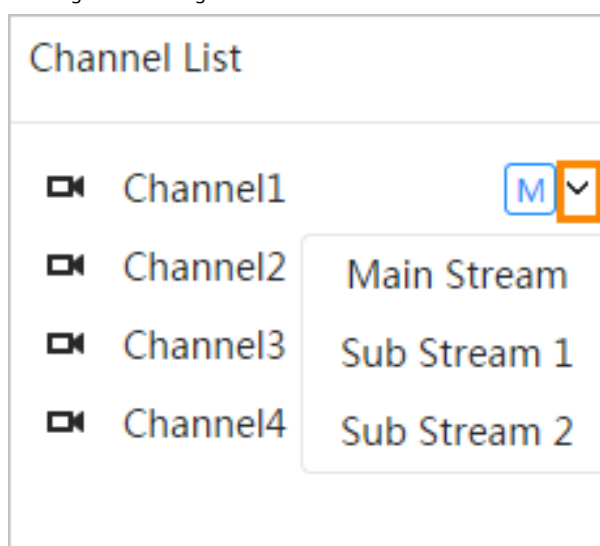 Channel List
Channel1 M
Channel2
Main Stream
Channel3
Sub Stream 1
Channel4
Sub Stream 2